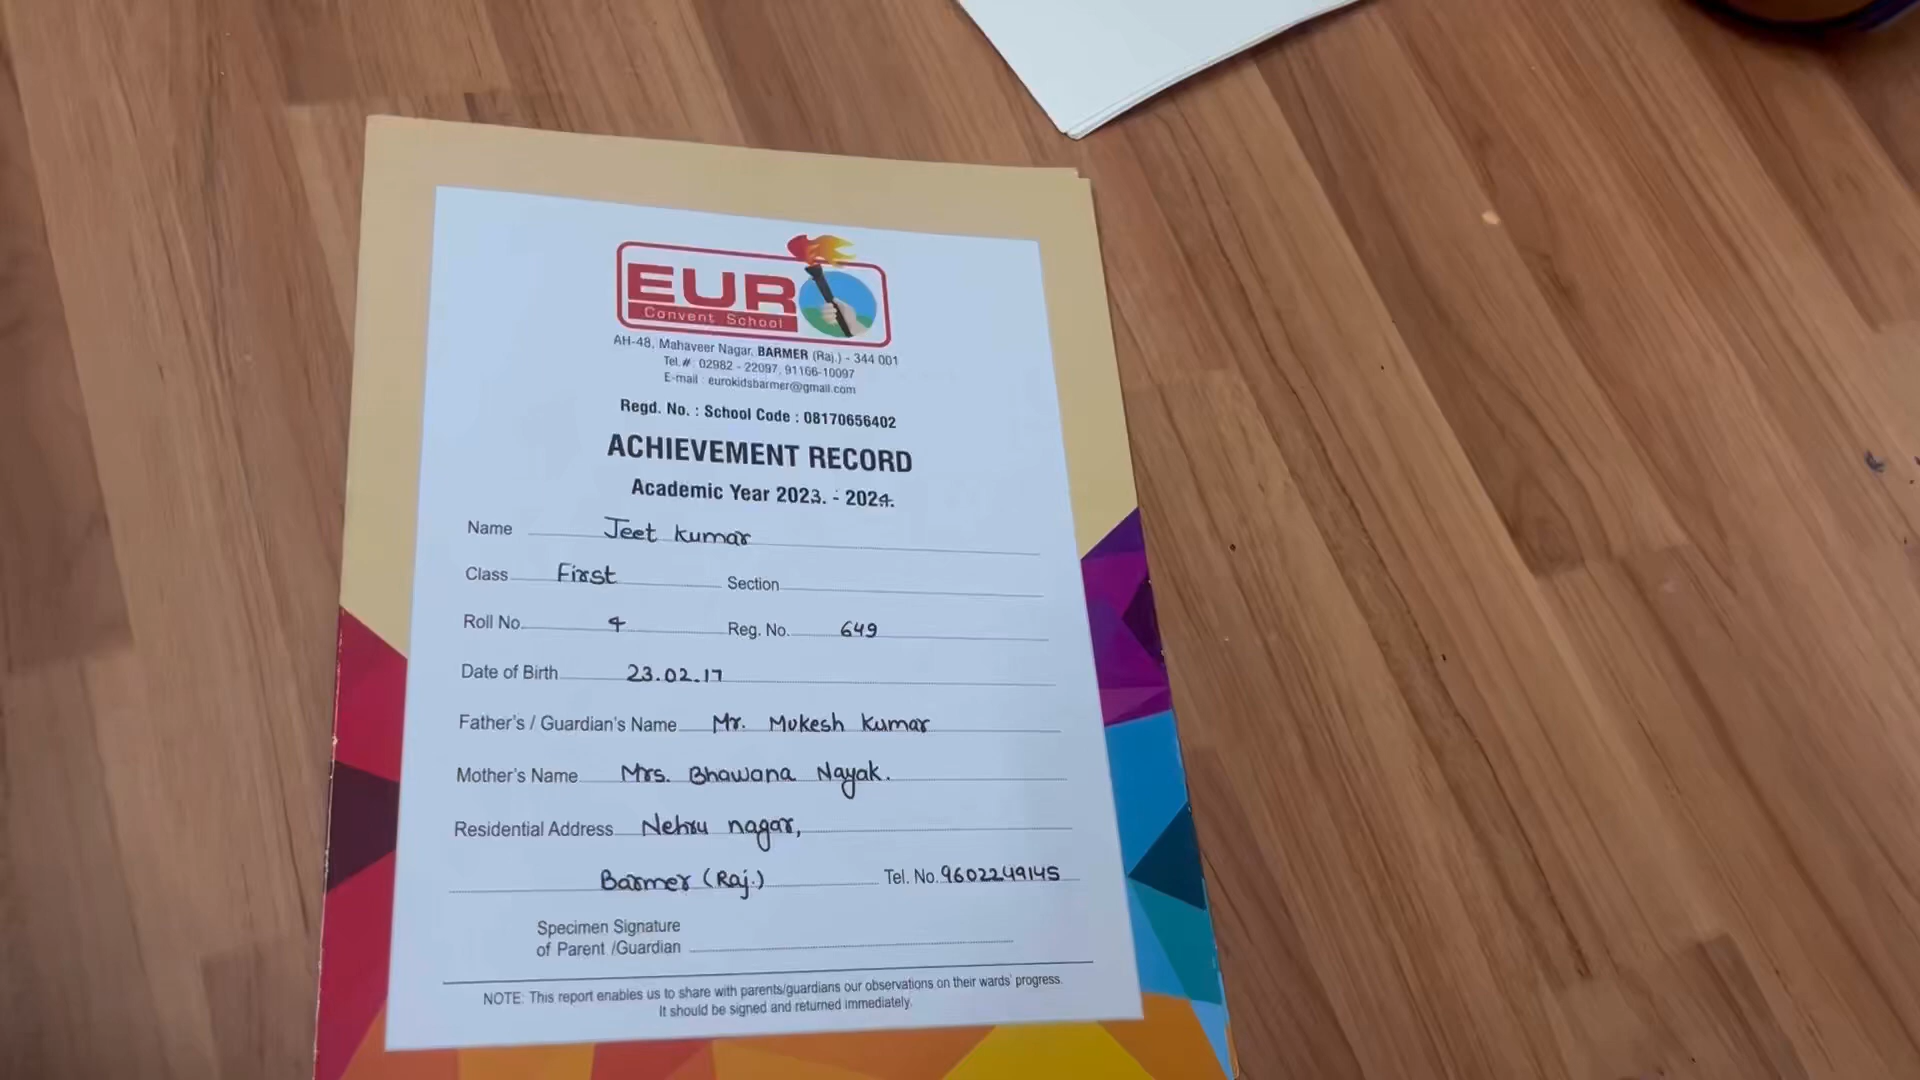 EURO
Convent School
AH-48, Mahaveer Nagar, BARMER (Raj.) - 344 001
Tel.# : 02982 - 22097, 91166-10097
E-mail : eurokidsbarmer@gmail.com
Regd. No. : School Code : 08170656402
ACHIEVEMENT RECORD
Academic Year 2023. - 2024.
Name Jeet Kumar
Class First Section
Roll No. 4 Reg. No. 649
Date of Birth 23.02.17
Father's / Guardian's Name Mr. Mukesh Kumar
Mother's Name Mrs. Bhawana Nayak.
Residential Address Nehru nagar,
Barmer (Raj.) Tel. No. 9602249145
Specimen Signature
of Parent /Guardian
NOTE: This report enables us to share with parents/guardians our observations on their wards' progress.
It should be signed and returned immediately.